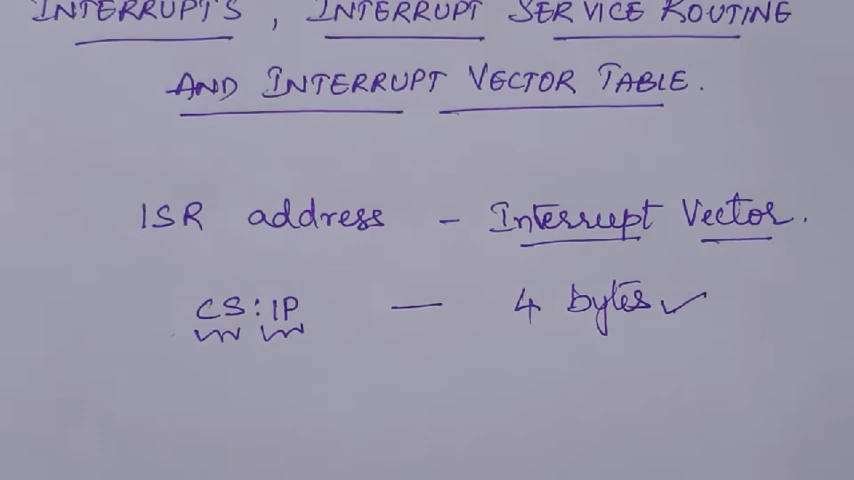 INTERRUPTS, INTERRUPT SERVICE ROUTINE
AND INTERRUPT VECTOR TABLE.
ISR address - Interrupt Vector.
CS:IP — 4 bytes ✓